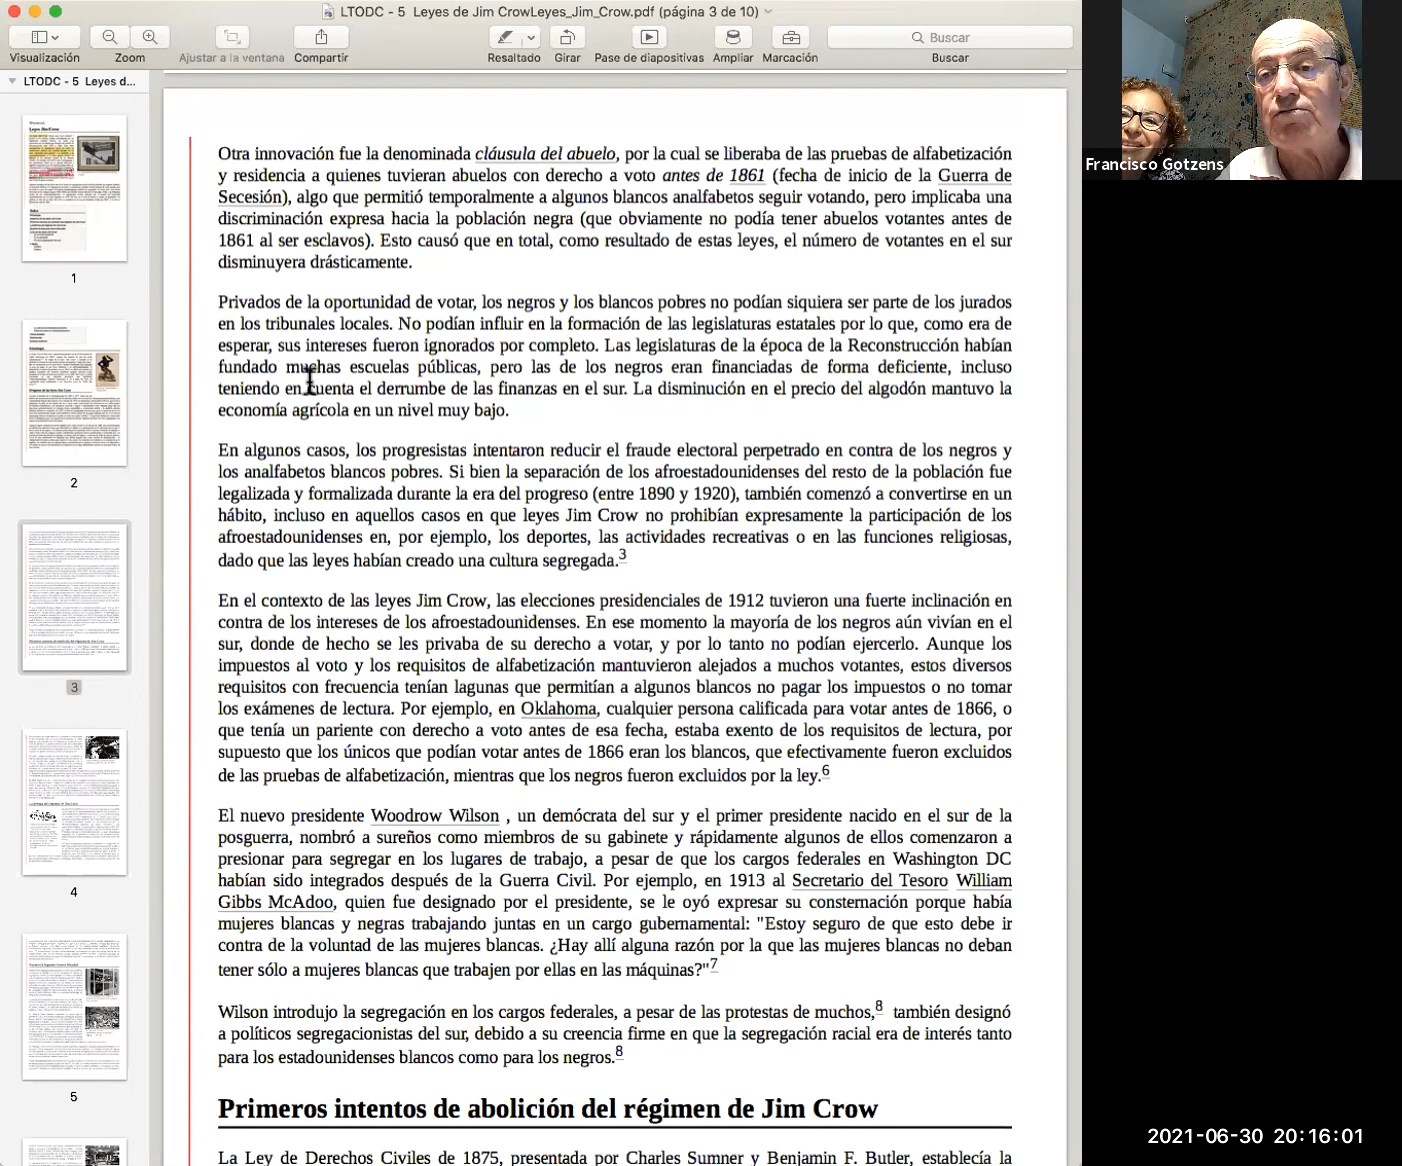 LTODC - 5 Leyes de Jim CrowLeyes_Jim_Crow.pdf (página 3 de 10)
Visualización
Zoom
Ajustar a la ventana
Compartir
Resaltado
Girar
Pase de diapositivas
Ampliar
Marcación
Buscar
Buscar
LTODC - 5 Leyes d...
Leyes Jim Crow
1
2
3
4
5
Otra innovación fue la denominada cláusula del abuelo, por la cual se liberaba de las pruebas de alfabetización
y residencia a quienes tuvieran abuelos con derecho a voto antes de 1861 (fecha de inicio de la Guerra de
Secesión), algo que permitió temporalmente a algunos blancos analfabetos seguir votando, pero implicaba una
discriminación expresa hacia la población negra (que obviamente no podía tener abuelos votantes antes de
1861 al ser esclavos). Esto causó que en total, como resultado de estas leyes, el número de votantes en el sur
disminuyera drásticamente.
Privados de la oportunidad de votar, los negros y los blancos pobres no podían siquiera ser parte de los jurados
en los tribunales locales. No podían influir en la formación de las legislaturas estatales por lo que, como era de
esperar, sus intereses fueron ignorados por completo. Las legislaturas de la época de la Reconstrucción habían
fundado muchas escuelas públicas, pero las de los negros eran financiadas de forma deficiente, incluso
teniendo en cuenta el derrumbe de las finanzas en el sur. La disminución en el precio del algodón mantuvo la
economía agrícola en un nivel muy bajo.
En algunos casos, los progresistas intentaron reducir el fraude electoral perpetrado en contra de los negros y
los analfabetos blancos pobres. Si bien la separación de los afroestadounidenses del resto de la población fue
legalizada y formalizada durante la era del progreso (entre 1890 y 1920), también comenzó a convertirse en un
hábito, incluso en aquellos casos en que leyes Jim Crow no prohibían expresamente la participación de los
afroestadounidenses en, por ejemplo, los deportes, las actividades recreativas o en las funciones religiosas,
dado que las leyes habían creado una cultura segregada.3
En el contexto de las leyes Jim Crow, las elecciones presidenciales de 1912 tuvieron una fuerte inclinación en
contra de los intereses de los afroestadounidenses. En ese momento la mayoría de los negros aún vivían en el
sur, donde de hecho se les privaba de su derecho a votar, y por lo tanto no podían ejercerlo. Aunque los
impuestos al voto y los requisitos de alfabetización mantuvieron alejados a muchos votantes, estos diversos
requisitos con frecuencia tenían lagunas que permitían a algunos blancos no pagar los impuestos o no tomar
los exámenes de lectura. Por ejemplo, en Oklahoma, cualquier persona calificada para votar antes de 1866, o
que tenía un pariente con derecho a voto antes de esa fecha, estaba exento de los requisitos de lectura, por
supuesto que los únicos que podían votar antes de 1866 eran los blancos que efectivamente fueron excluidos
de las pruebas de alfabetización, mientras que los negros fueron excluidos por la ley.6
El nuevo presidente Woodrow Wilson , un demócrata del sur y el primer presidente nacido en el sur de la
posguerra, nombró a sureños como miembros de su gabinete y rápidamente algunos de ellos comenzaron a
presionar para segregar en los lugares de trabajo, a pesar de que los cargos federales en Washington DC
habían sido integrados después de la Guerra Civil. Por ejemplo, en 1913 al Secretario del Tesoro William
Gibbs McAdoo, quien fue designado por el presidente, se le oyó expresar su consternación porque había
mujeres blancas y negras trabajando juntas en un cargo gubernamental: "Estoy seguro de que esto debe ir
contra de la voluntad de las mujeres blancas. ¿Hay allí alguna razón por la que las mujeres blancas no deban
tener sólo a mujeres blancas que trabajen por ellas en las máquinas?"7
Wilson introdujo la segregación en los cargos federales, a pesar de las protestas de muchos,8 también designó
a políticos segregacionistas del sur, debido a su creencia firme en que la segregación racial era de interés tanto
para los estadounidenses blancos como para los negros.8
Primeros intentos de abolición del régimen de Jim Crow
La Ley de Derechos Civiles de 1875, presentada por Charles Sumner y Benjamin F. Butler, establecía la
Francisco Gotzens
2021-06-30 20:16:01